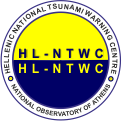 HELLENIC NATIONAL TSUNAMI WARNING CENTRE
HL-NTWC
HL-NTWC
NATIONAL OBSERVATORY OF ATHENS